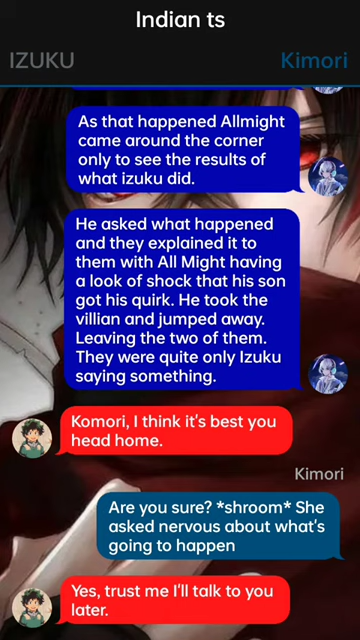 Indian ts
IZUKU
Kimori
As that happened Allmight
came around the corner
only to see the results of
what izuku did.
He asked what happened
and they explained it to
them with All Might having
a look of shock that his son
got his quirk. He took the
villian and jumped away.
Leaving the two of them.
They were quite only Izuku
saying something.
Komori, I think it's best you
head home.
Kimori
Are you sure? *shroom* She
asked nervous about what's
going to happen
Yes, trust me I'll talk to you
later.